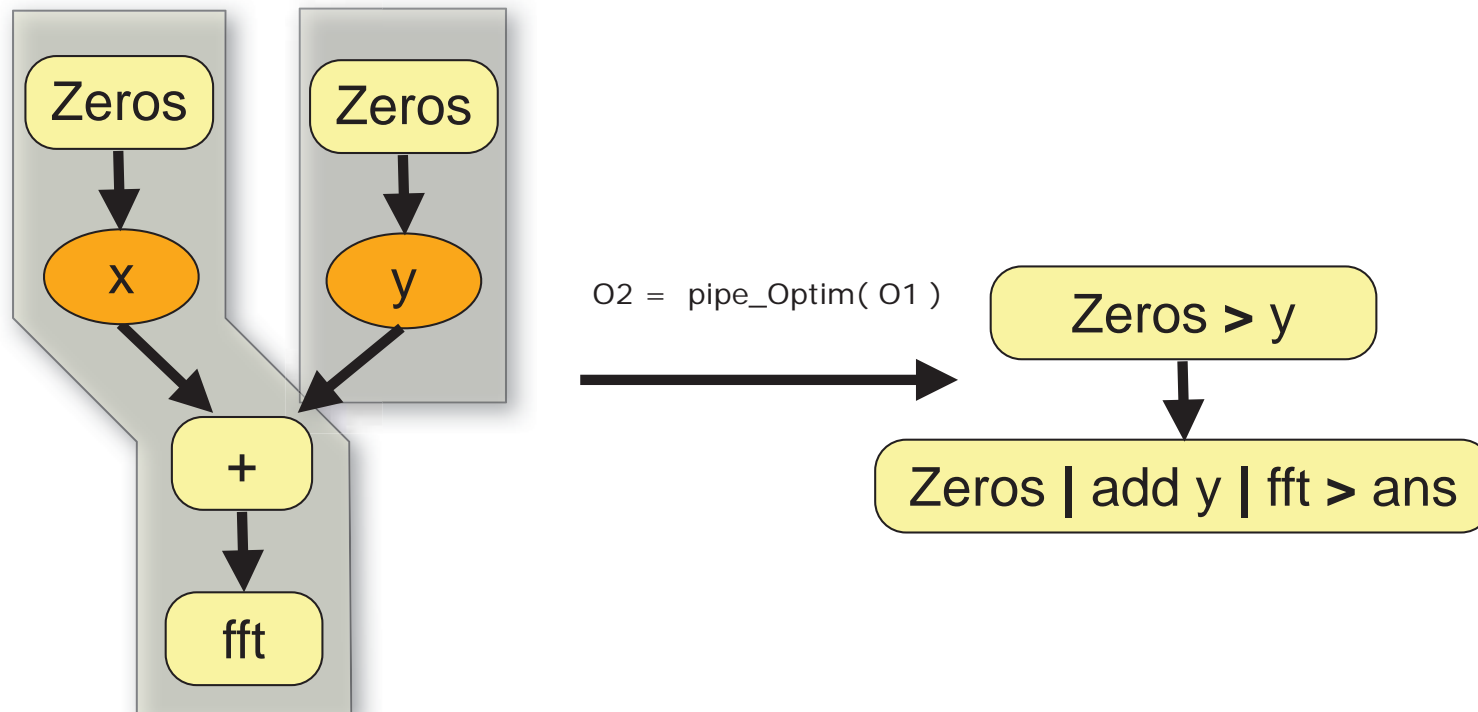 Zeros
Zeros
x
y
+
fft
O2 = pipe_Optim( O1 )
Zeros > y
Zeros | add y | fft > ans